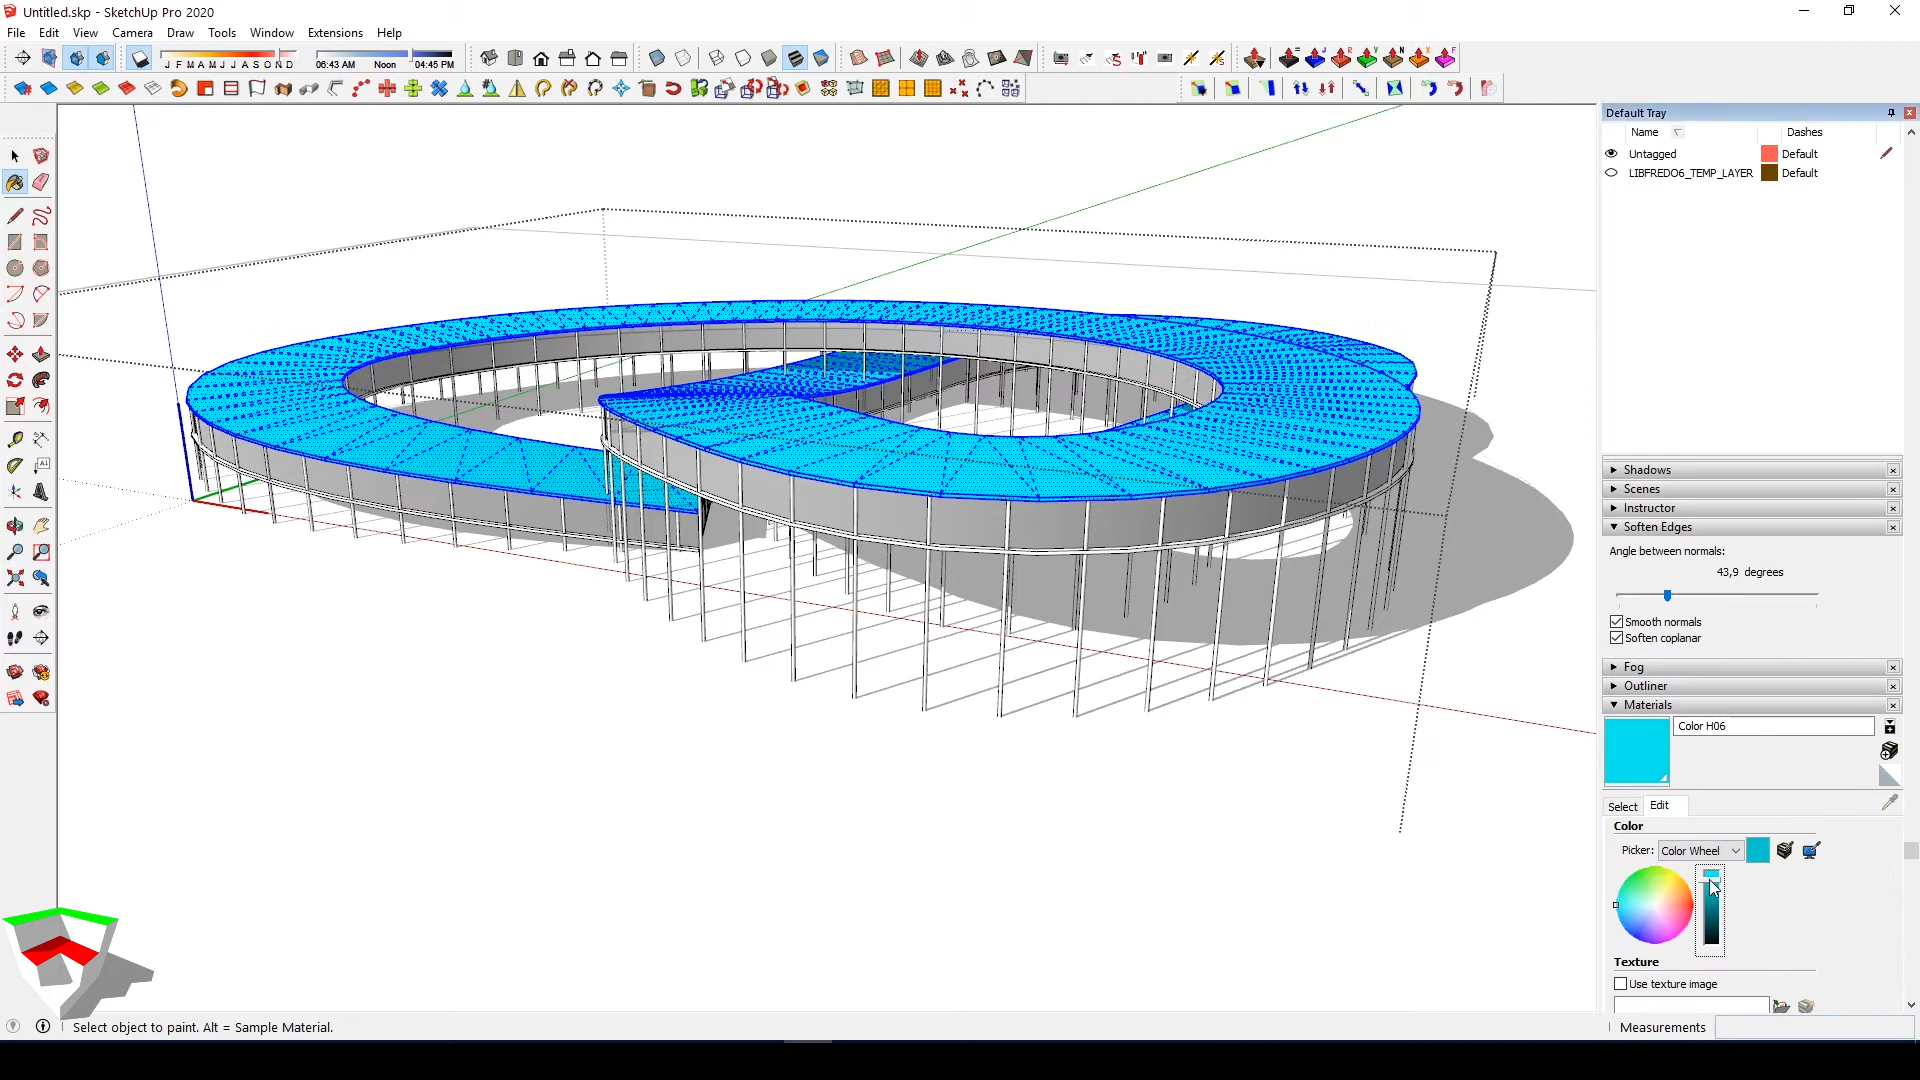 Untitled.skp - SketchUp Pro 2020
File Edit View Camera Draw Tools Window Extensions Help
J F M A M J J A S O N D 06:43 AM Noon 04:45 PM
Default Tray
Name Dashes
Untagged Default
LIBFREDO6_TEMP_LAYER Default
Shadows
Scenes
Instructor
Soften Edges
Angle between normals:
43,9 degrees
Smooth normals
Soften coplanar
Fog
Outliner
Materials
Color H06
Select Edit
Color
Picker: Color Wheel
Texture
Use texture image
Select object to paint. Alt = Sample Material.
Measurements